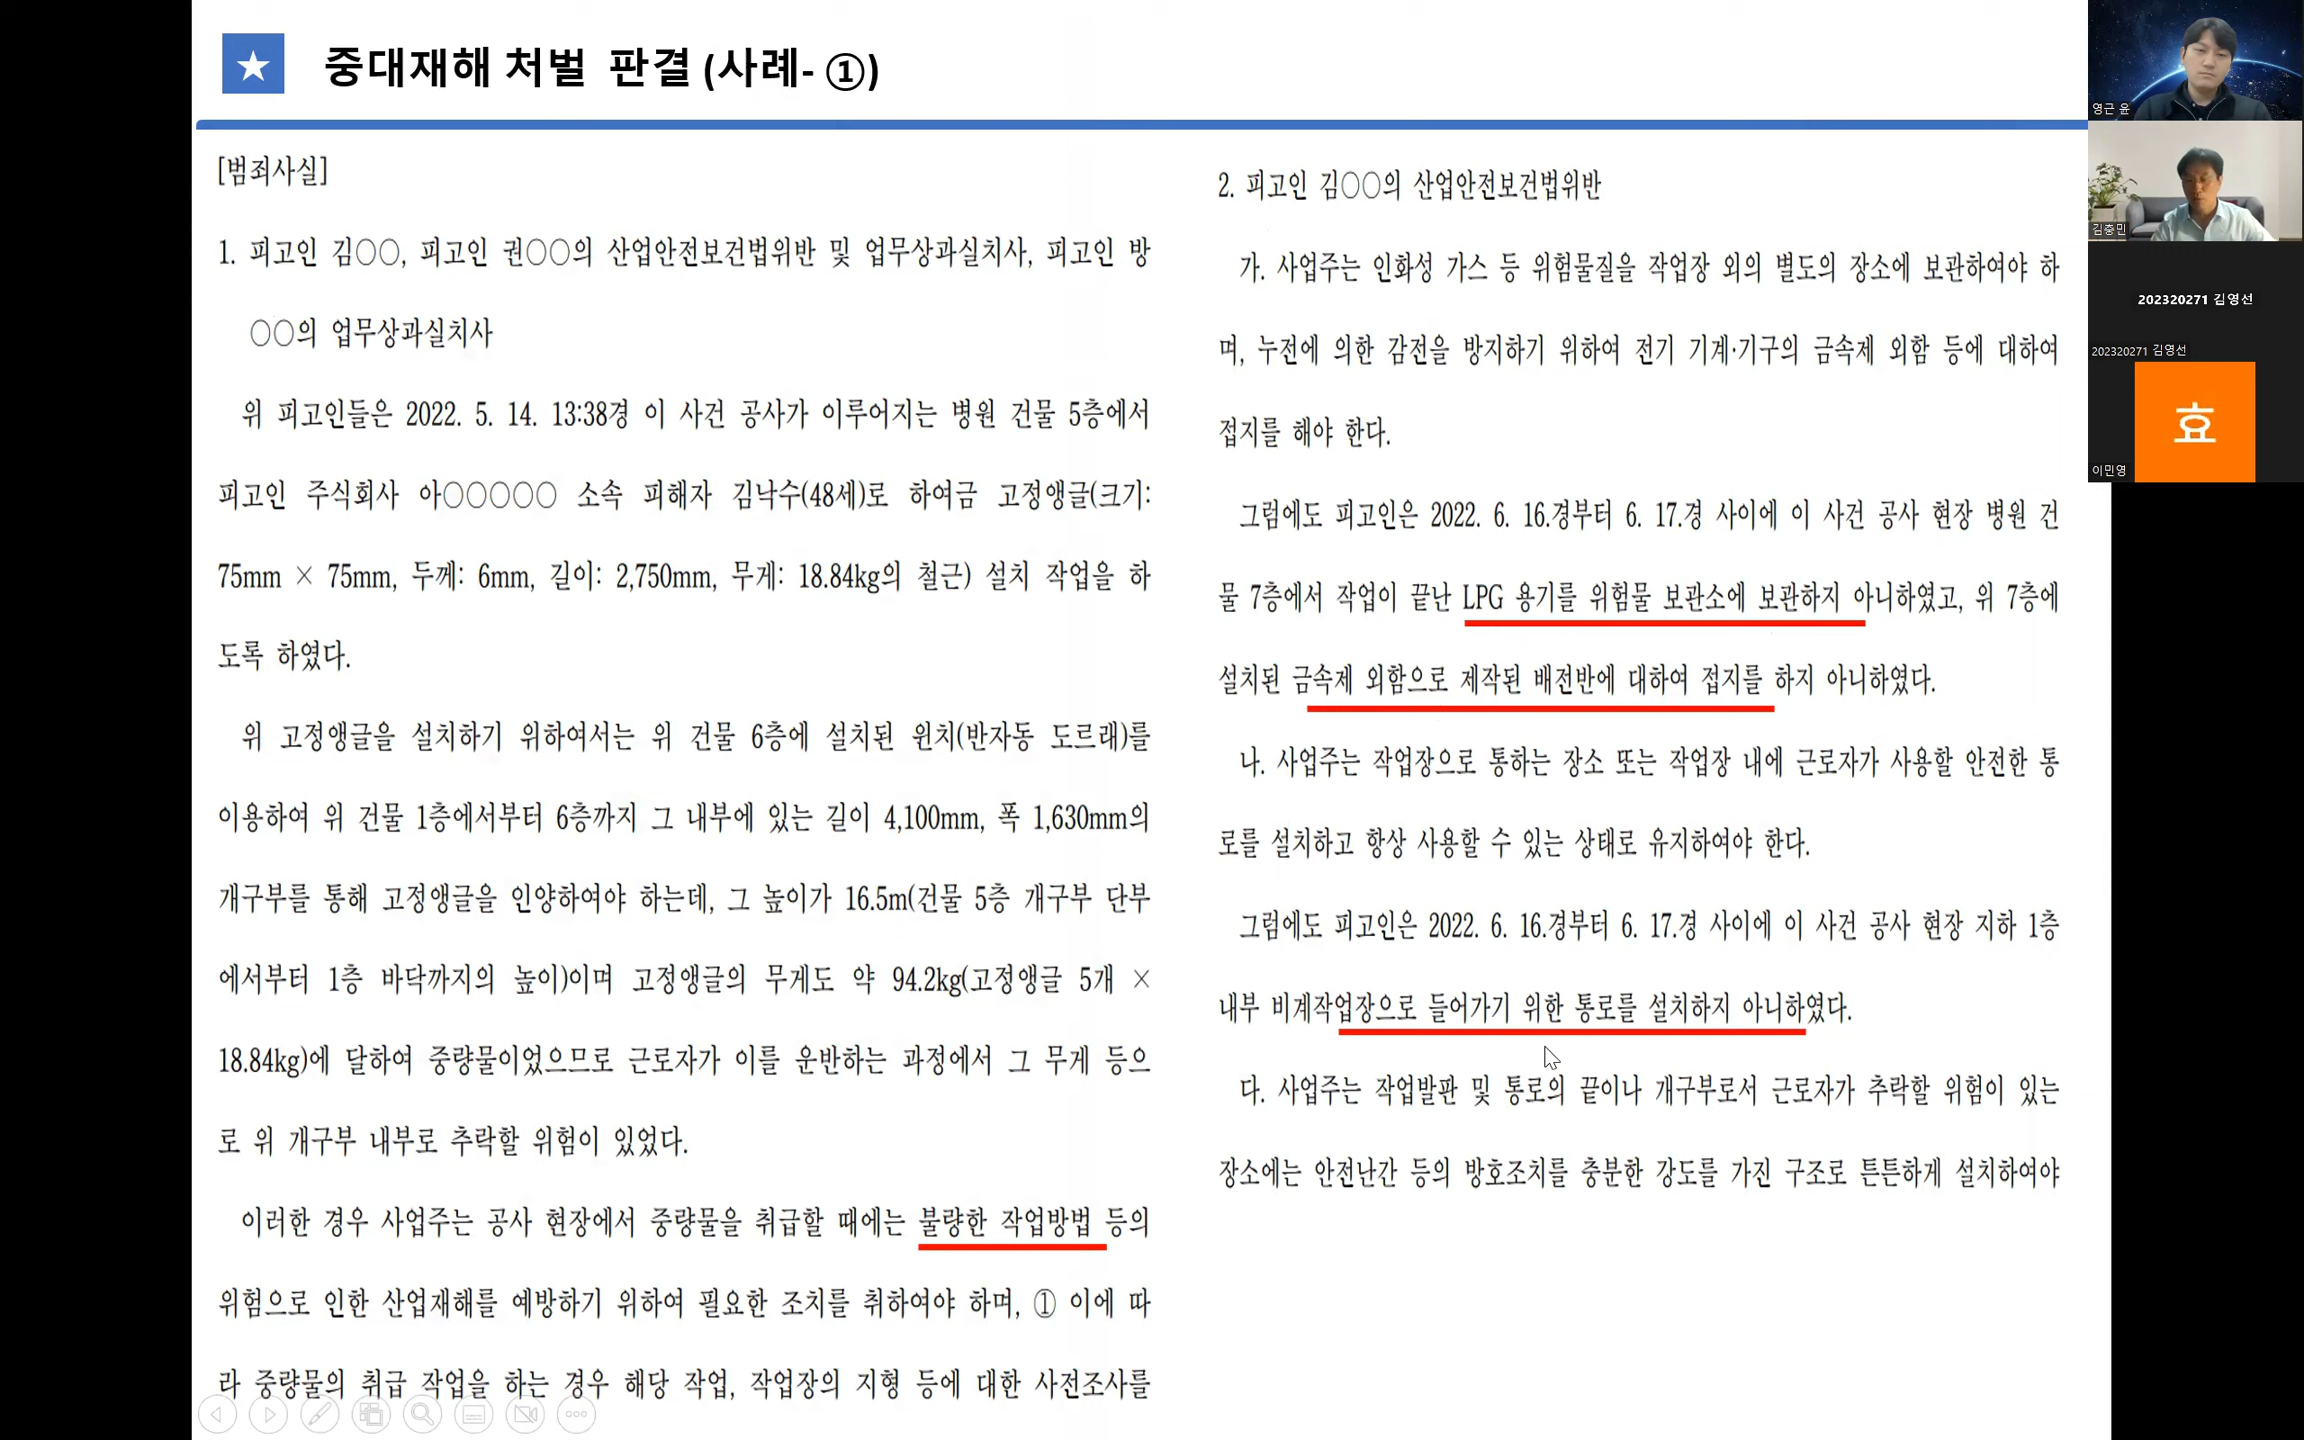 중대재해 처벌 판결 (사례- ①)
[범죄사실]
1. 피고인 김○○, 피고인 권○○의 산업안전보건법위반 및 업무상과실치사, 피고인 방
○○의 업무상과실치사
위 피고인들은 2022. 5. 14. 13:38경 이 사건 공사가 이루어지는 병원 건물 5층에서
피고인 주식회사 아○○○○○ 소속 피해자 김낙수(48세)로 하여금 고정앵글(크기:
75mm × 75mm, 두께: 6mm, 길이: 2,750mm, 무게: 18.84kg의 철근) 설치 작업을 하
도록 하였다.
위 고정앵글을 설치하기 위하여서는 위 건물 6층에 설치된 윈치(반자동 도르래)를
이용하여 위 건물 1층에서부터 6층까지 그 내부에 있는 길이 4,100mm, 폭 1,630mm의
개구부를 통해 고정앵글을 인양하여야 하는데, 그 높이가 16.5m(건물 5층 개구부 단부
에서부터 1층 바닥까지의 높이)이며 고정앵글의 무게도 약 94.2kg(고정앵글 5개 ×
18.84kg)에 달하여 중량물이었으므로 근로자가 이를 운반하는 과정에서 그 무게 등으
로 위 개구부 내부로 추락할 위험이 있었다.
이러한 경우 사업주는 공사 현장에서 중량물을 취급할 때에는 불량한 작업방법 등의
위험으로 인한 산업재해를 예방하기 위하여 필요한 조치를 취하여야 하며, ① 이에 따
라 중량물의 취급 작업을 하는 경우 해당 작업, 작업장의 지형 등에 대한 사전조사를
2. 피고인 김○○의 산업안전보건법위반
가. 사업주는 인화성 가스 등 위험물질을 작업장 외의 별도의 장소에 보관하여야 하
며, 누전에 의한 감전을 방지하기 위하여 전기 기계·기구의 금속제 외함 등에 대하여
접지를 해야 한다.
그럼에도 피고인은 2022. 6. 16.경부터 6. 17.경 사이에 이 사건 공사 현장 병원 건
물 7층에서 작업이 끝난 LPG 용기를 위험물 보관소에 보관하지 아니하였고, 위 7층에
설치된 금속제 외함으로 제작된 배전반에 대하여 접지를 하지 아니하였다.
나. 사업주는 작업장으로 통하는 장소 또는 작업장 내에 근로자가 사용할 안전한 통
로를 설치하고 항상 사용할 수 있는 상태로 유지하여야 한다.
그럼에도 피고인은 2022. 6. 16.경부터 6. 17.경 사이에 이 사건 공사 현장 지하 1층
내부 비계작업장으로 들어가기 위한 통로를 설치하지 아니하였다.
다. 사업주는 작업발판 및 통로의 끝이나 개구부로서 근로자가 추락할 위험이 있는
장소에는 안전난간 등의 방호조치를 충분한 강도를 가진 구조로 튼튼하게 설치하여야
영근 윤
김충민
202320271 김영선
202320271 김영선
효
이민영